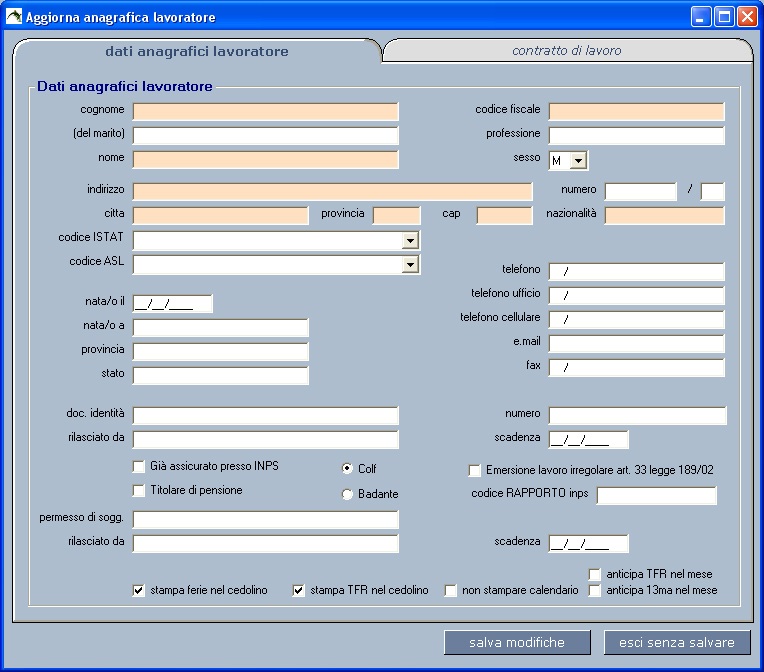 Aggiorna anagrafica lavoratore
dati anagrafici lavoratore contratto di lavoro
Dati anagrafici lavoratore
cognome codice fiscale
(del marito) professione
nome sesso M
indirizzo numero /
citta provincia cap nazionalità
codice ISTAT
codice ASL
telefono /
telefono ufficio /
nata/o il __/__/____
telefono cellulare /
nata/o a
e.mail
provincia
fax /
stato
doc. identità numero
rilasciato da scadenza __/__/____
Già assicurato presso INPS Colf Emersione lavoro irregolare art. 33 legge 189/02
Titolare di pensione Badante codice RAPPORTO inps
permesso di sogg.
rilasciato da scadenza __/__/____
anticipa TFR nel mese
stampa ferie nel cedolino stampa TFR nel cedolino non stampare calendario anticipa 13ma nel mese
salva modifiche esci senza salvare